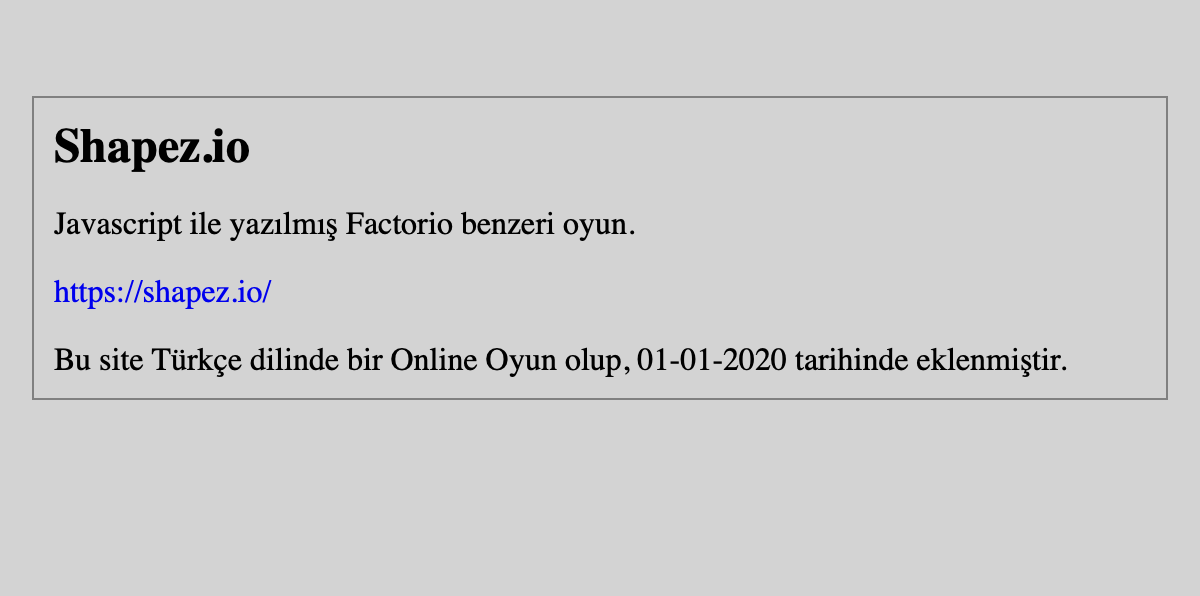 Shapez.io
Javascript ile yazılmış Factorio benzeri oyun.
https://shapez.io/
Bu site Türkçe dilinde bir Online Oyun olup, 01-01-2020 tarihinde eklenmiştir.